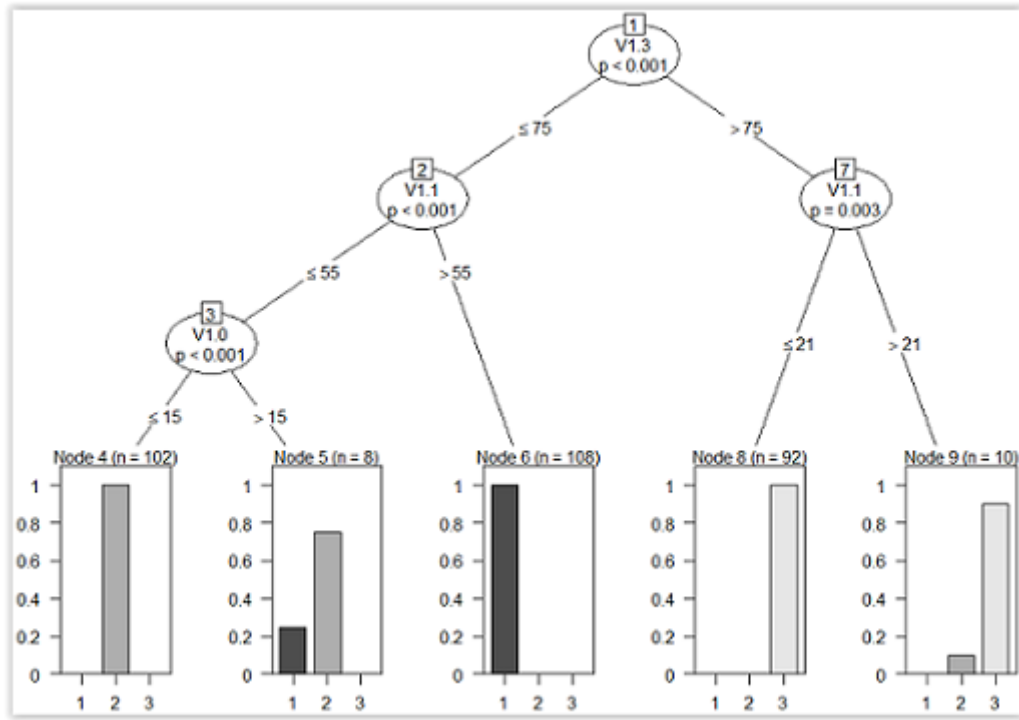 1
V1.3
p < 0.001
≤ 75
> 75
2
V1.1
p < 0.001
7
V1.1
p = 0.003
≤ 55
> 55
3
V1.0
p < 0.001
≤ 21
> 21
≤ 15
> 15
Node 4 (n = 102)
1
0.8
0.6
0.4
0.2
0
1 2 3
Node 5 (n = 8)
1
0.8
0.6
0.4
0.2
0
1 2 3
Node 6 (n = 108)
1
0.8
0.6
0.4
0.2
0
1 2 3
Node 8 (n = 92)
1
0.8
0.6
0.4
0.2
0
1 2 3
Node 9 (n = 10)
1
0.8
0.6
0.4
0.2
0
1 2 3